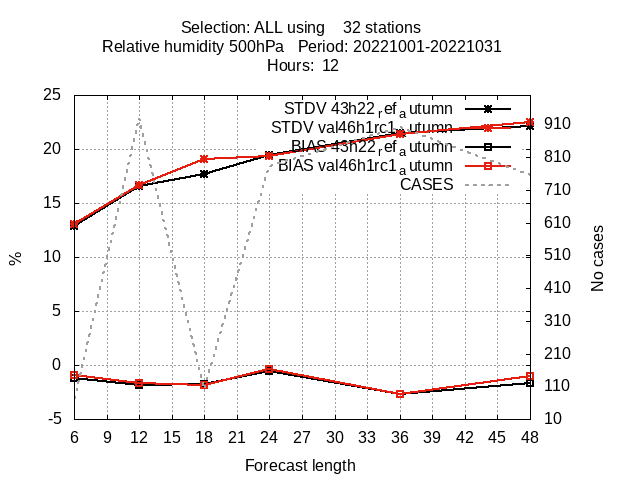 Selection: ALL using    32 stations
Relative humidity 500hPa   Period: 20221001-20221031
Hours: 12
STDV 43h22_ref_autumn
STDV val46h1rc1_autumn
BIAS 43h22_ref_autumn
BIAS val46h1rc1_autumn
CASES
25
20
15
10
5
0
-5
%
910
810
710
610
510
410
310
210
110
10
No cases
6 9 12 15 18 21 24 27 30 33 36 39 42 45 48
Forecast length